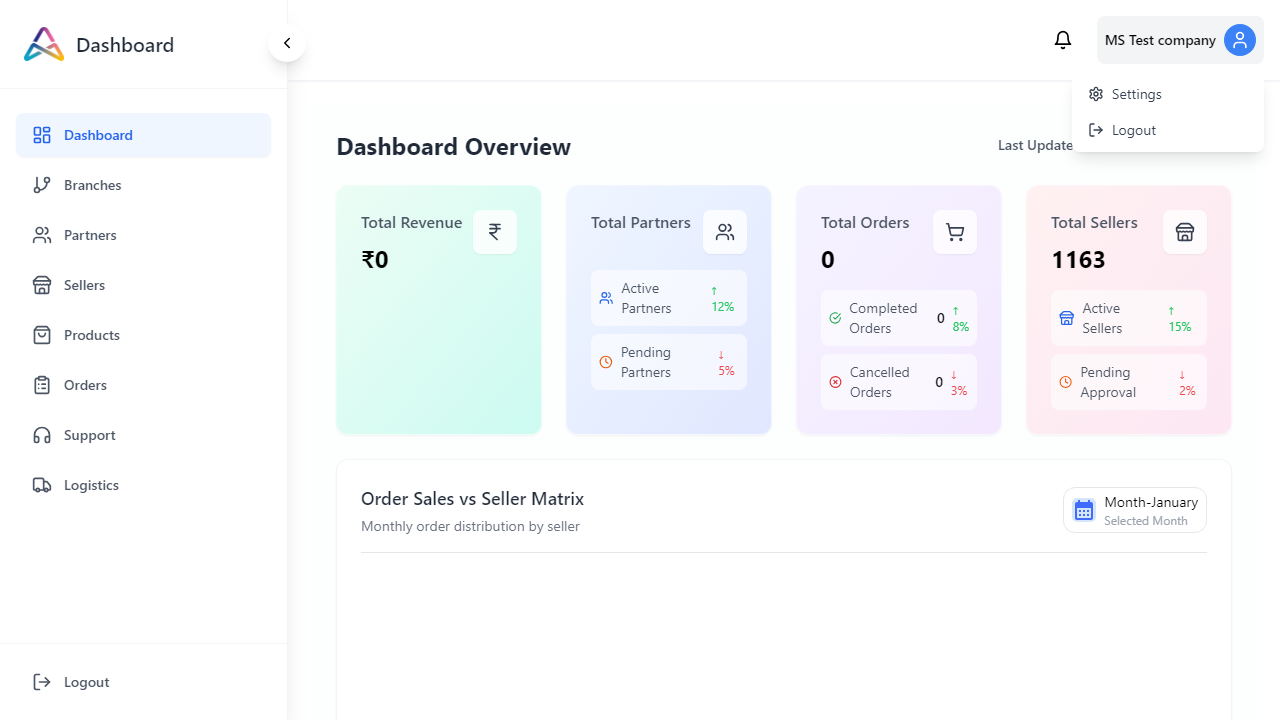 Dashboard
MS Test company
Settings
Logout
Dashboard
Branches
Partners
Sellers
Products
Orders
Support
Logistics
Logout
Dashboard Overview
Last Update
Total Revenue
₹0
Total Partners
Active Partners
↑ 12%
Pending Partners
↓ 5%
Total Orders
0
Completed Orders
0
↑ 8%
Cancelled Orders
0
↓ 3%
Total Sellers
1163
Active Sellers
↑ 15%
Pending Approval
↓ 2%
Order Sales vs Seller Matrix
Monthly order distribution by seller
Month-January
Selected Month